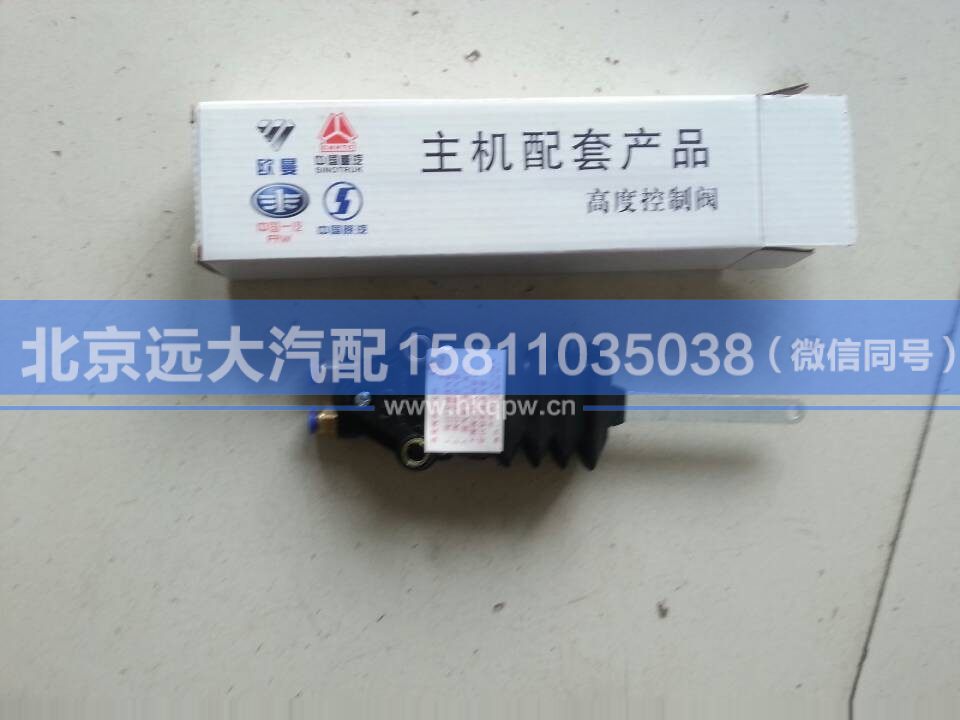 主机配套产品
高度控制阀
欧曼
中国重汽
SINOTRUK
中国一汽
FAW
中国陕汽
北京远大汽配 15811035038（微信同号）
www.hkqpw.cn